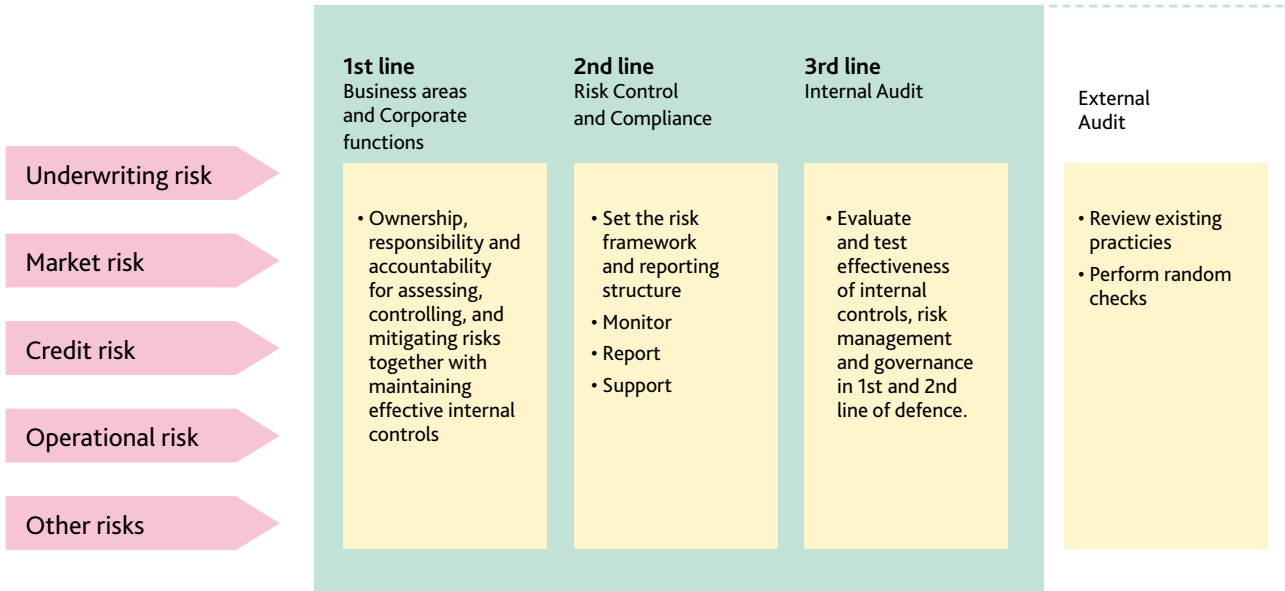 Underwriting risk
Market risk
Credit risk
Operational risk
Other risks
1st line
Business areas
and Corporate
functions
• Ownership,
responsibility and
accountability
for assessing,
controlling, and
mitigating risks
together with
maintaining
effective internal
controls
2nd line
Risk Control
and Compliance
• Set the risk
framework
and reporting
structure
• Monitor
• Report
• Support
3rd line
Internal Audit
• Evaluate
and test
effectiveness
of internal
controls, risk
management
and governance
in 1st and 2nd
line of defence.
External
Audit
• Review existing
practicies
• Perform random
checks